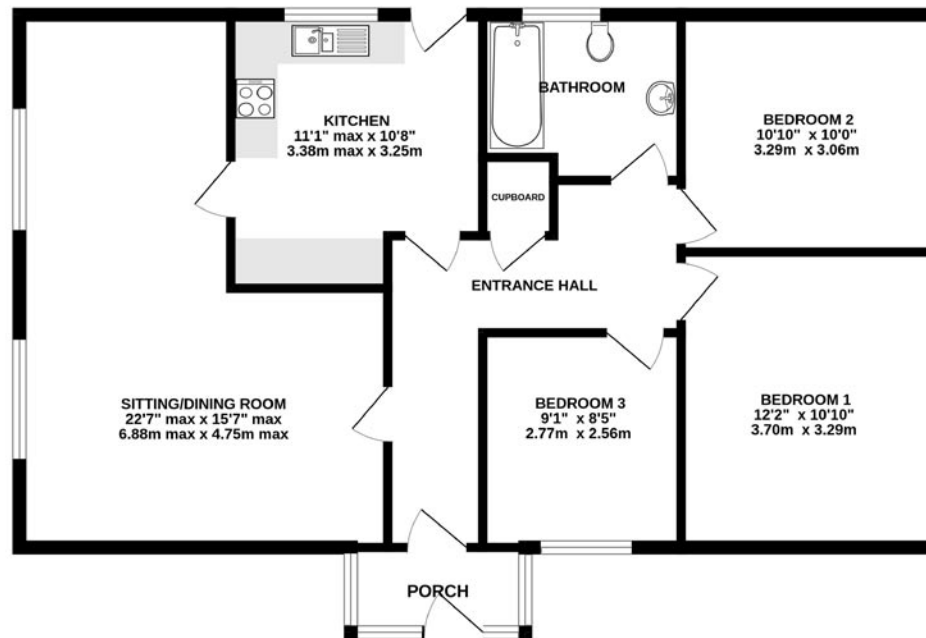 KITCHEN
11'1" max x 10'8"
3.38m max x 3.25m
BATHROOM
BEDROOM 2
10'10" x 10'0"
3.29m x 3.06m
CUPBOARD
ENTRANCE HALL
SITTING/DINING ROOM
22'7" max x 15'7" max
6.88m max x 4.75m max
BEDROOM 3
9'1" x 8'5"
2.77m x 2.56m
BEDROOM 1
12'2" x 10'10"
3.70m x 3.29m
PORCH